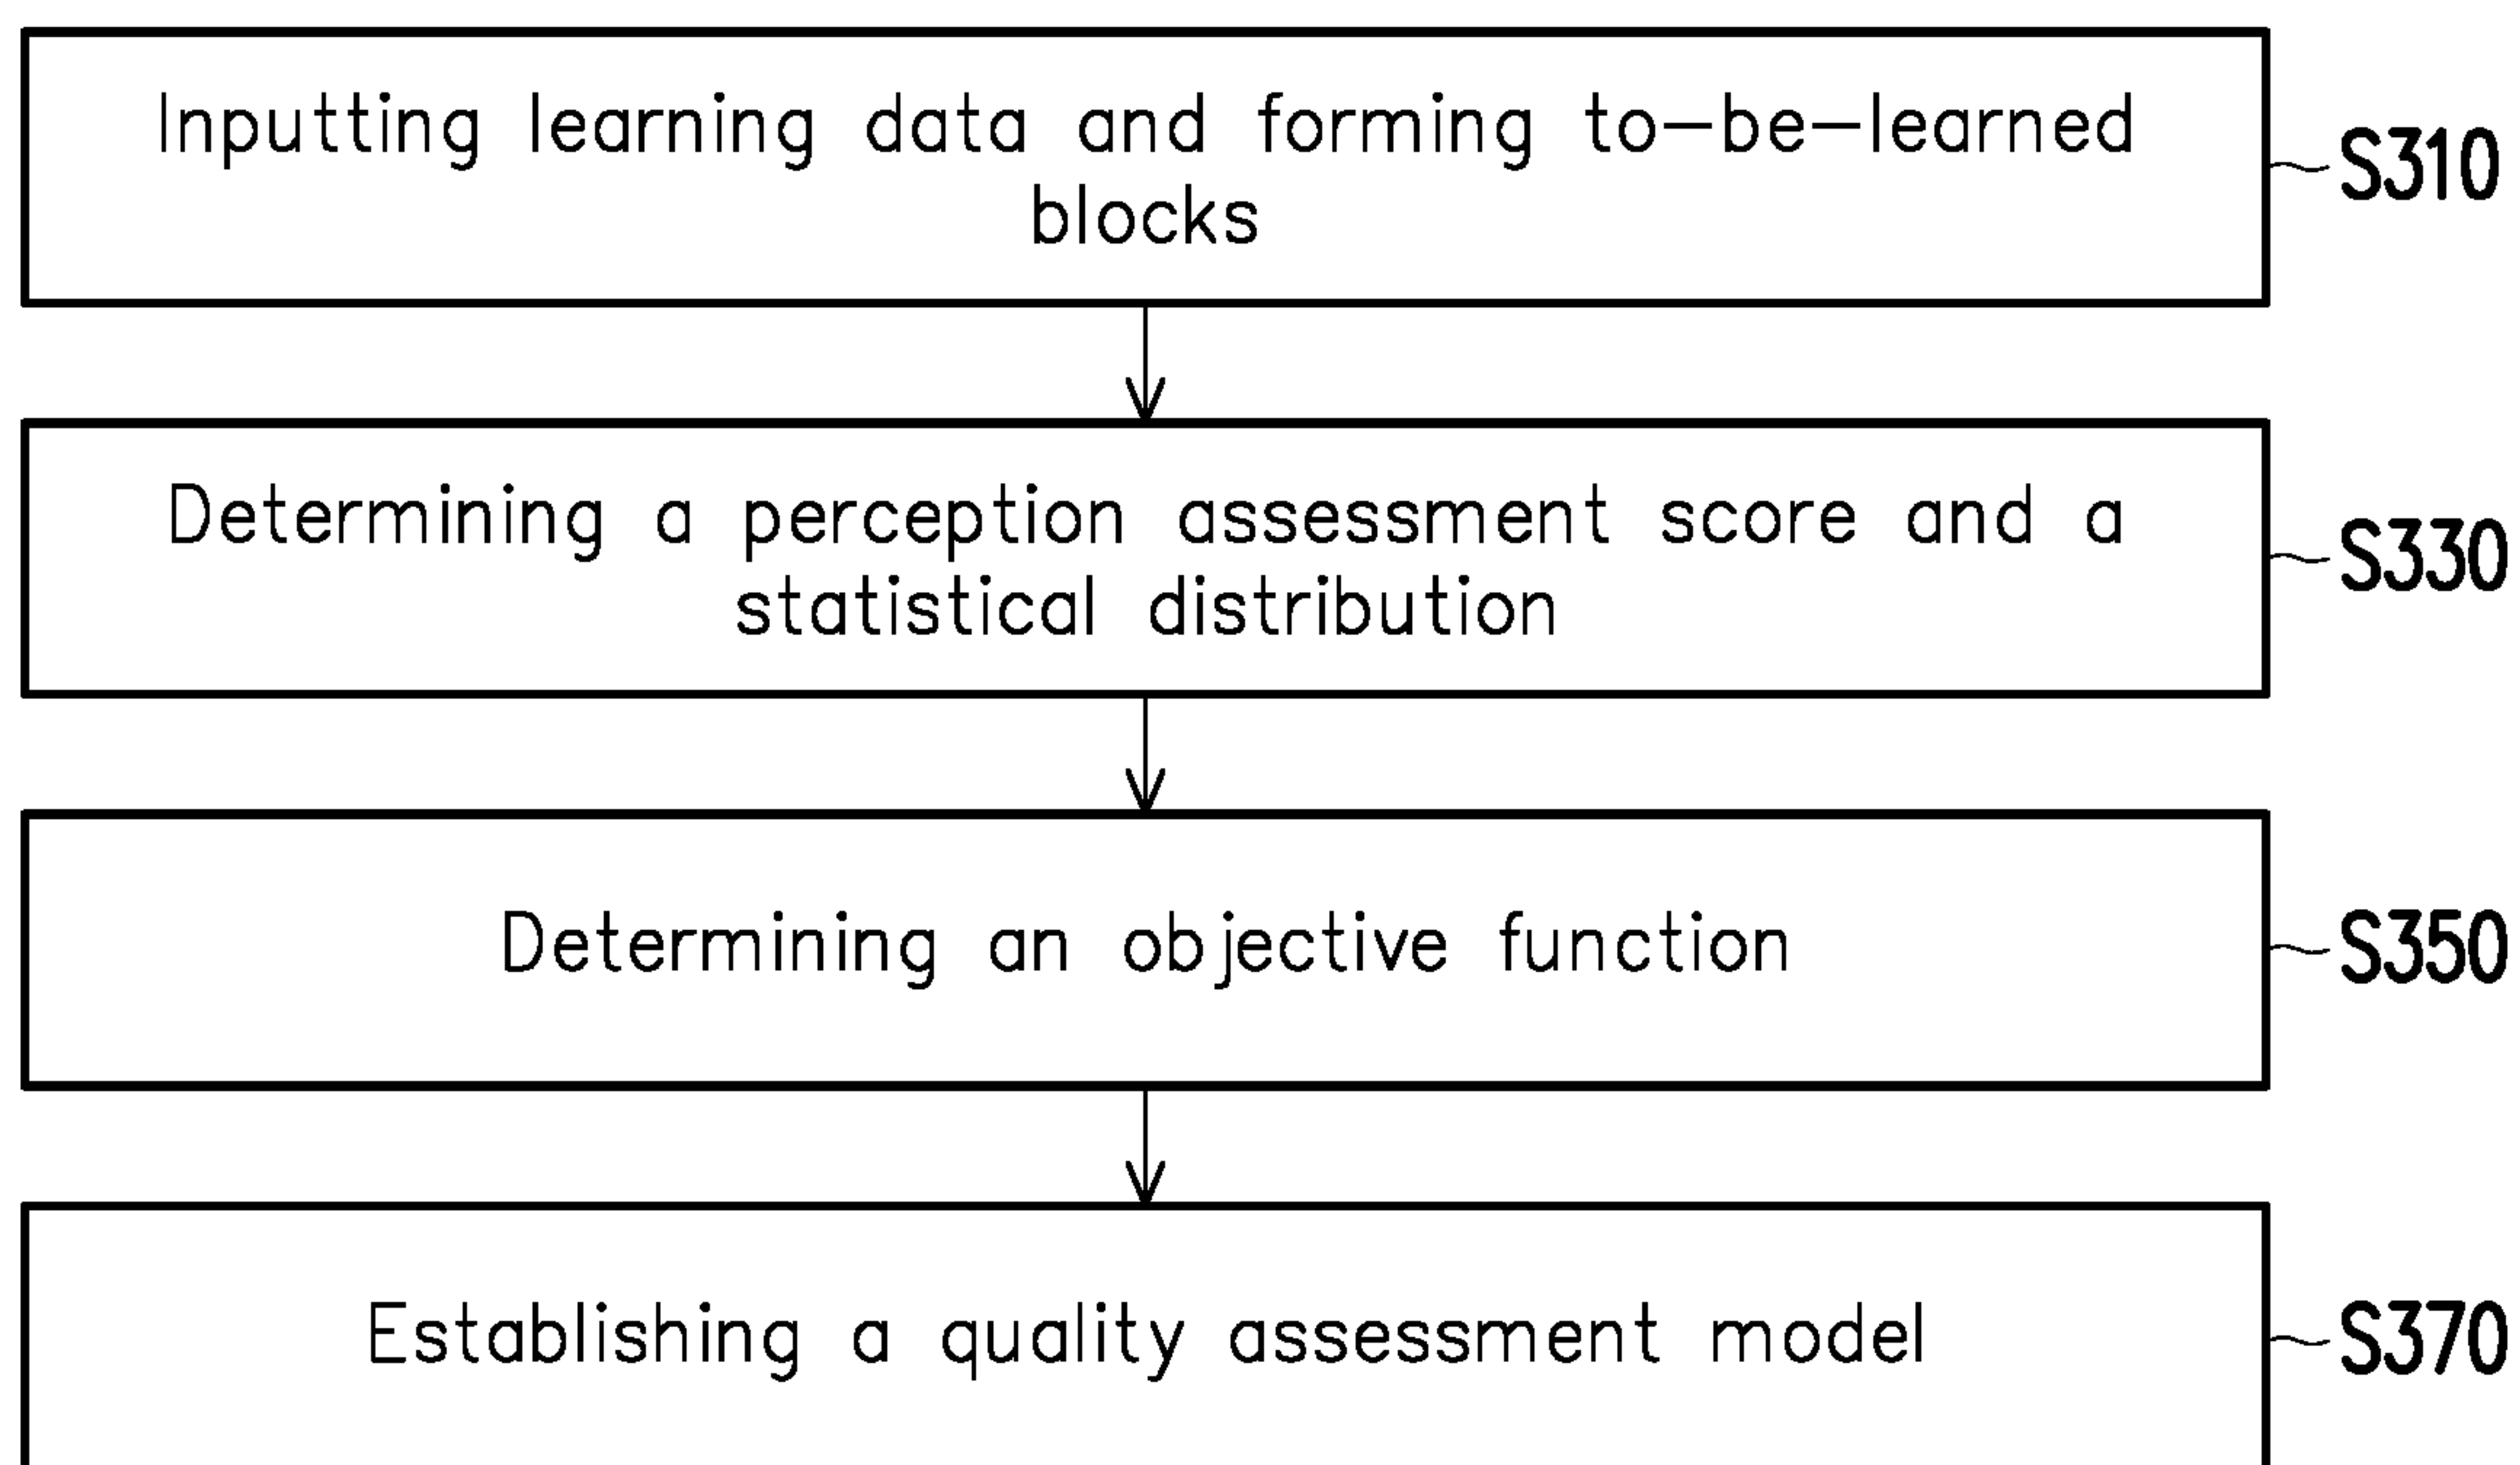 Inputting learning data and forming to-be-learned
blocks
S310
Determining a perception assessment score and a
statistical distribution
S330
Determining an objective function
S350
Establishing a quality assessment model
S370